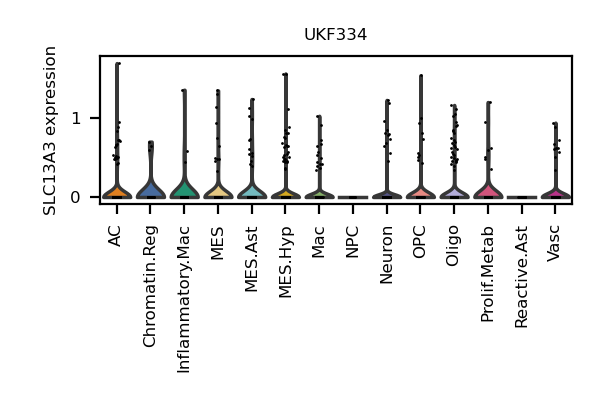 UKF334
SLC13A3 expression
1
0
AC
Chromatin.Reg
Inflammatory.Mac
MES
MES.Ast
MES.Hyp
Mac
NPC
Neuron
OPC
Oligo
Prolif.Metab
Reactive.Ast
Vasc